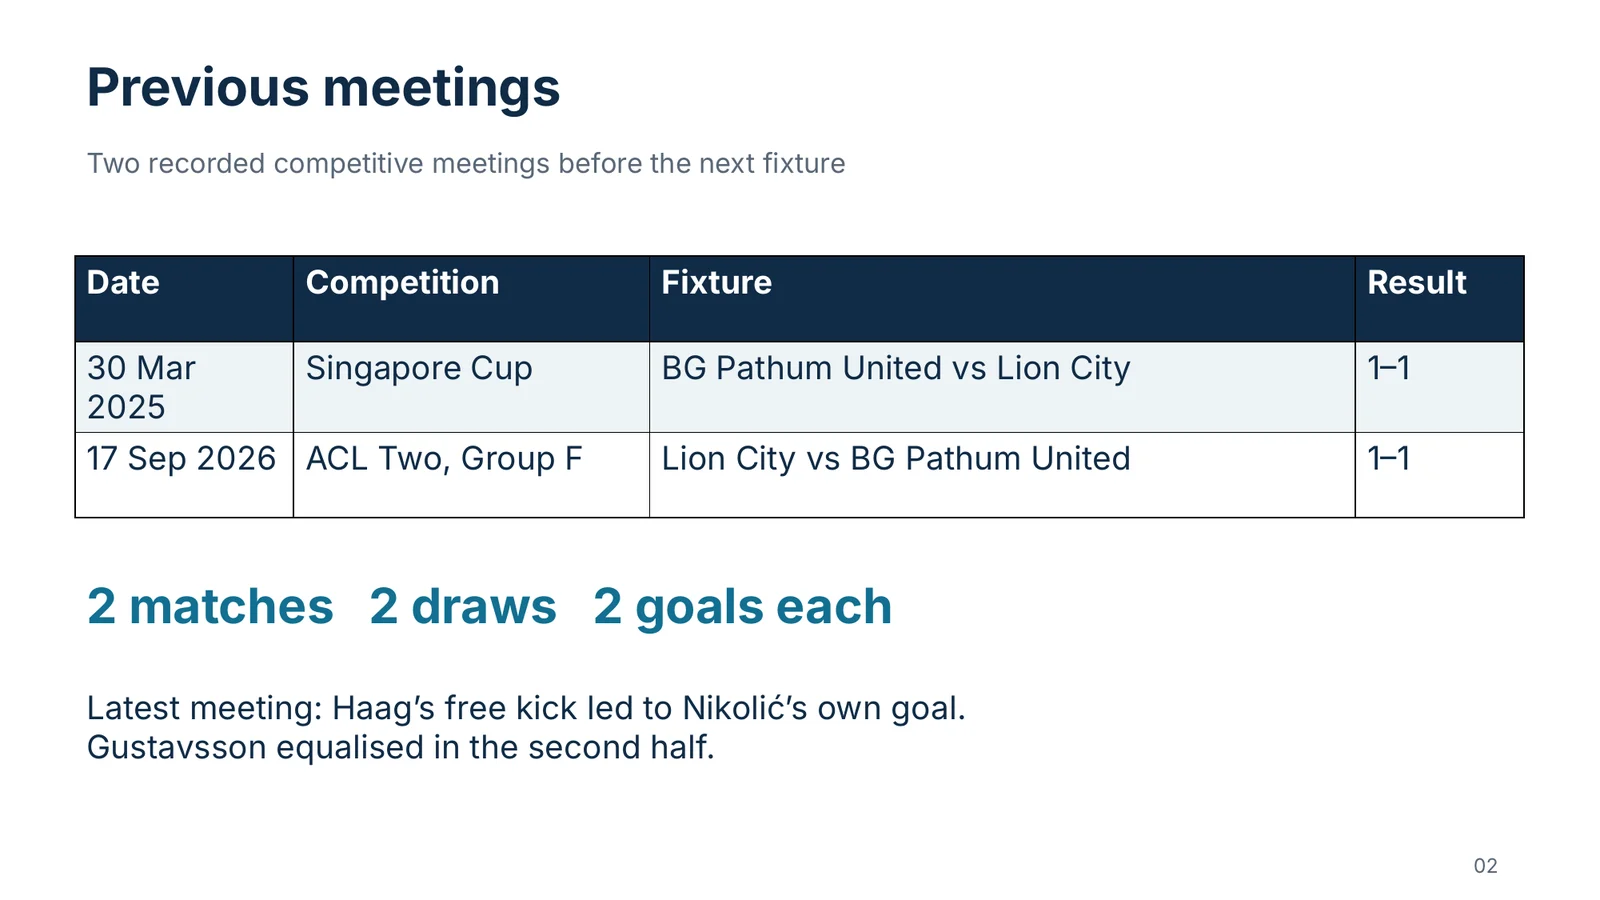 Previous meetings
Two recorded competitive meetings before the next fixture
Date Competition Fixture Result
30 Mar 2025 Singapore Cup BG Pathum United vs Lion City 1–1
17 Sep 2026 ACL Two, Group F Lion City vs BG Pathum United 1–1
2 matches 2 draws 2 goals each
Latest meeting: Haag’s free kick led to Nikolić’s own goal.
Gustavsson equalised in the second half.
02